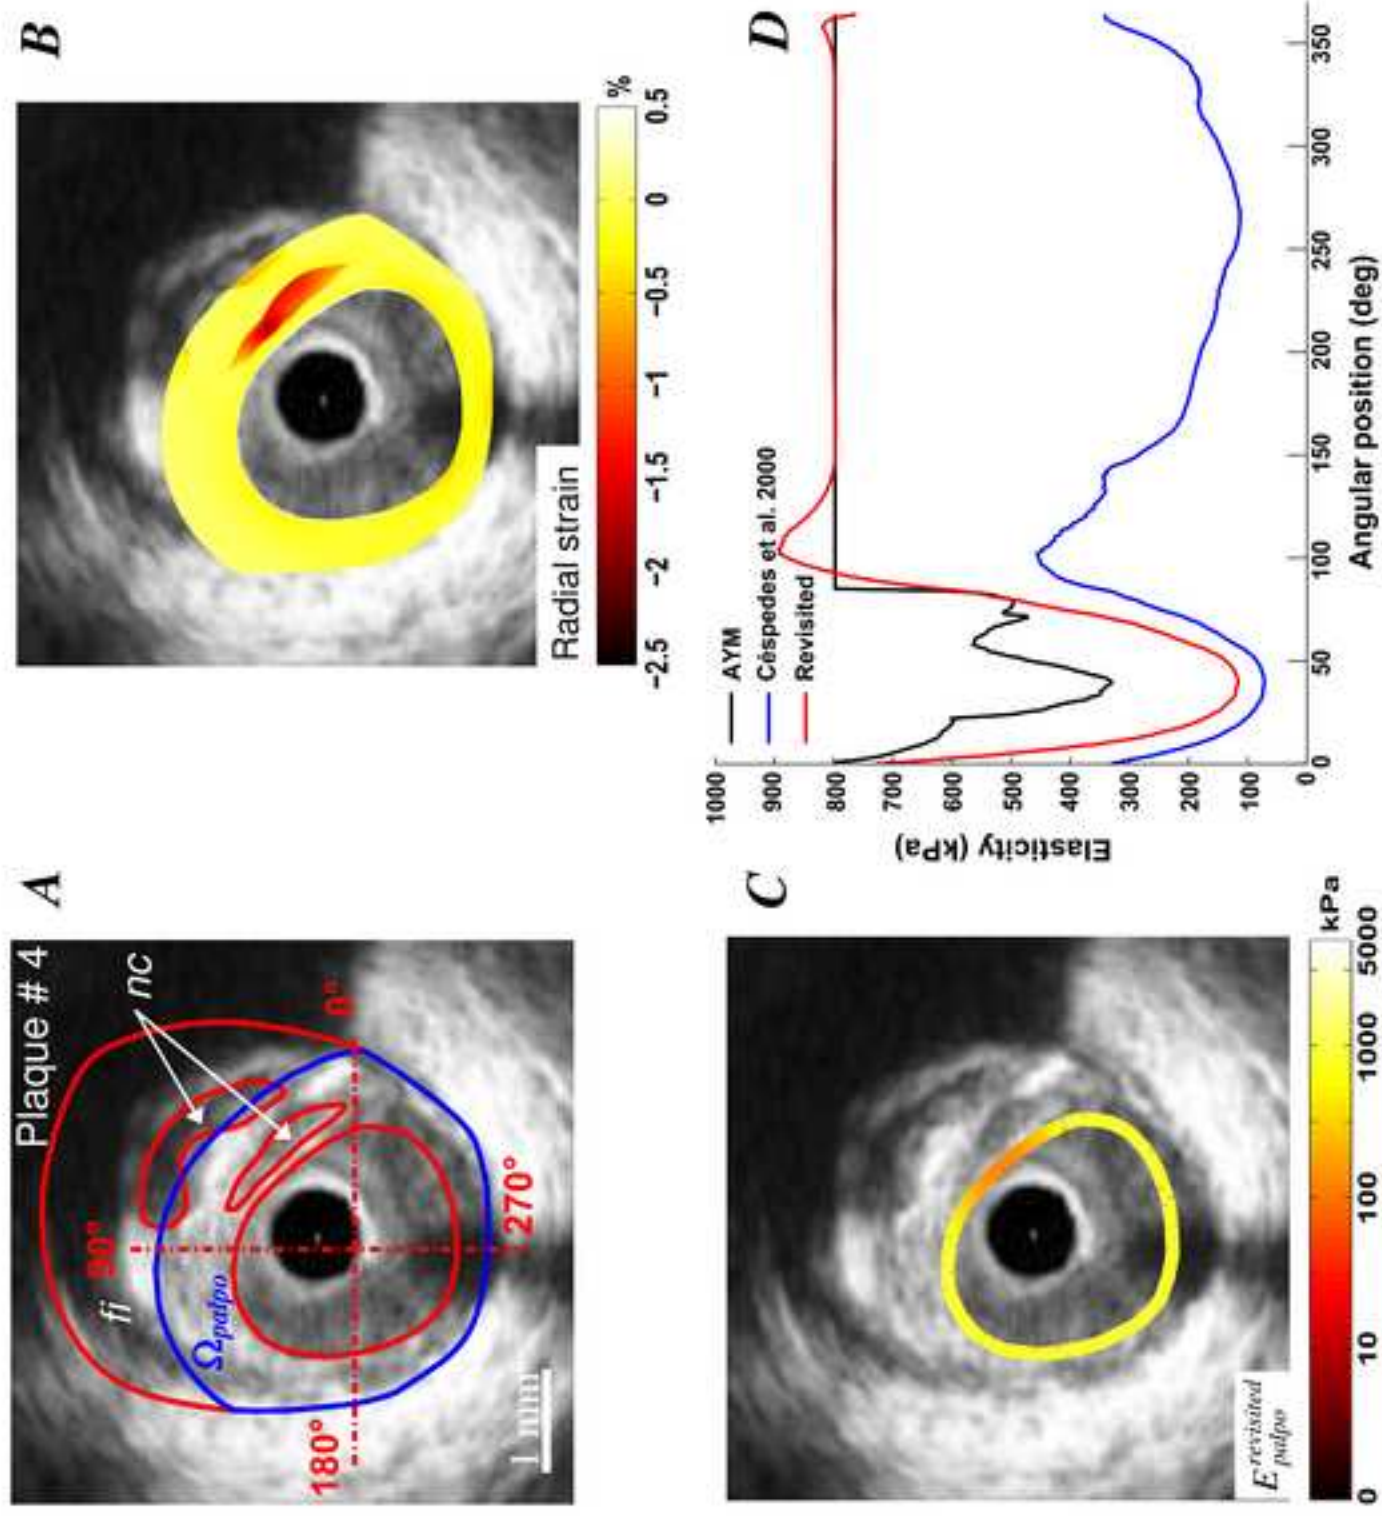 A
Plaque # 4
nc
fi
90°
0°
Ωpalpo
180°
270°
1 mm
B
Radial strain
%
-2.5
-2
-1.5
-1
-0.5
0
0.5
C
E revisited palpo
kPa
0
10
100
1000
5000
D
AYM
Céspedes et al. 2000
Revisited
Elasticity (kPa)
1000
900
800
700
600
500
400
300
200
100
0
0
50
100
150
200
250
300
350
Angular position (deg)